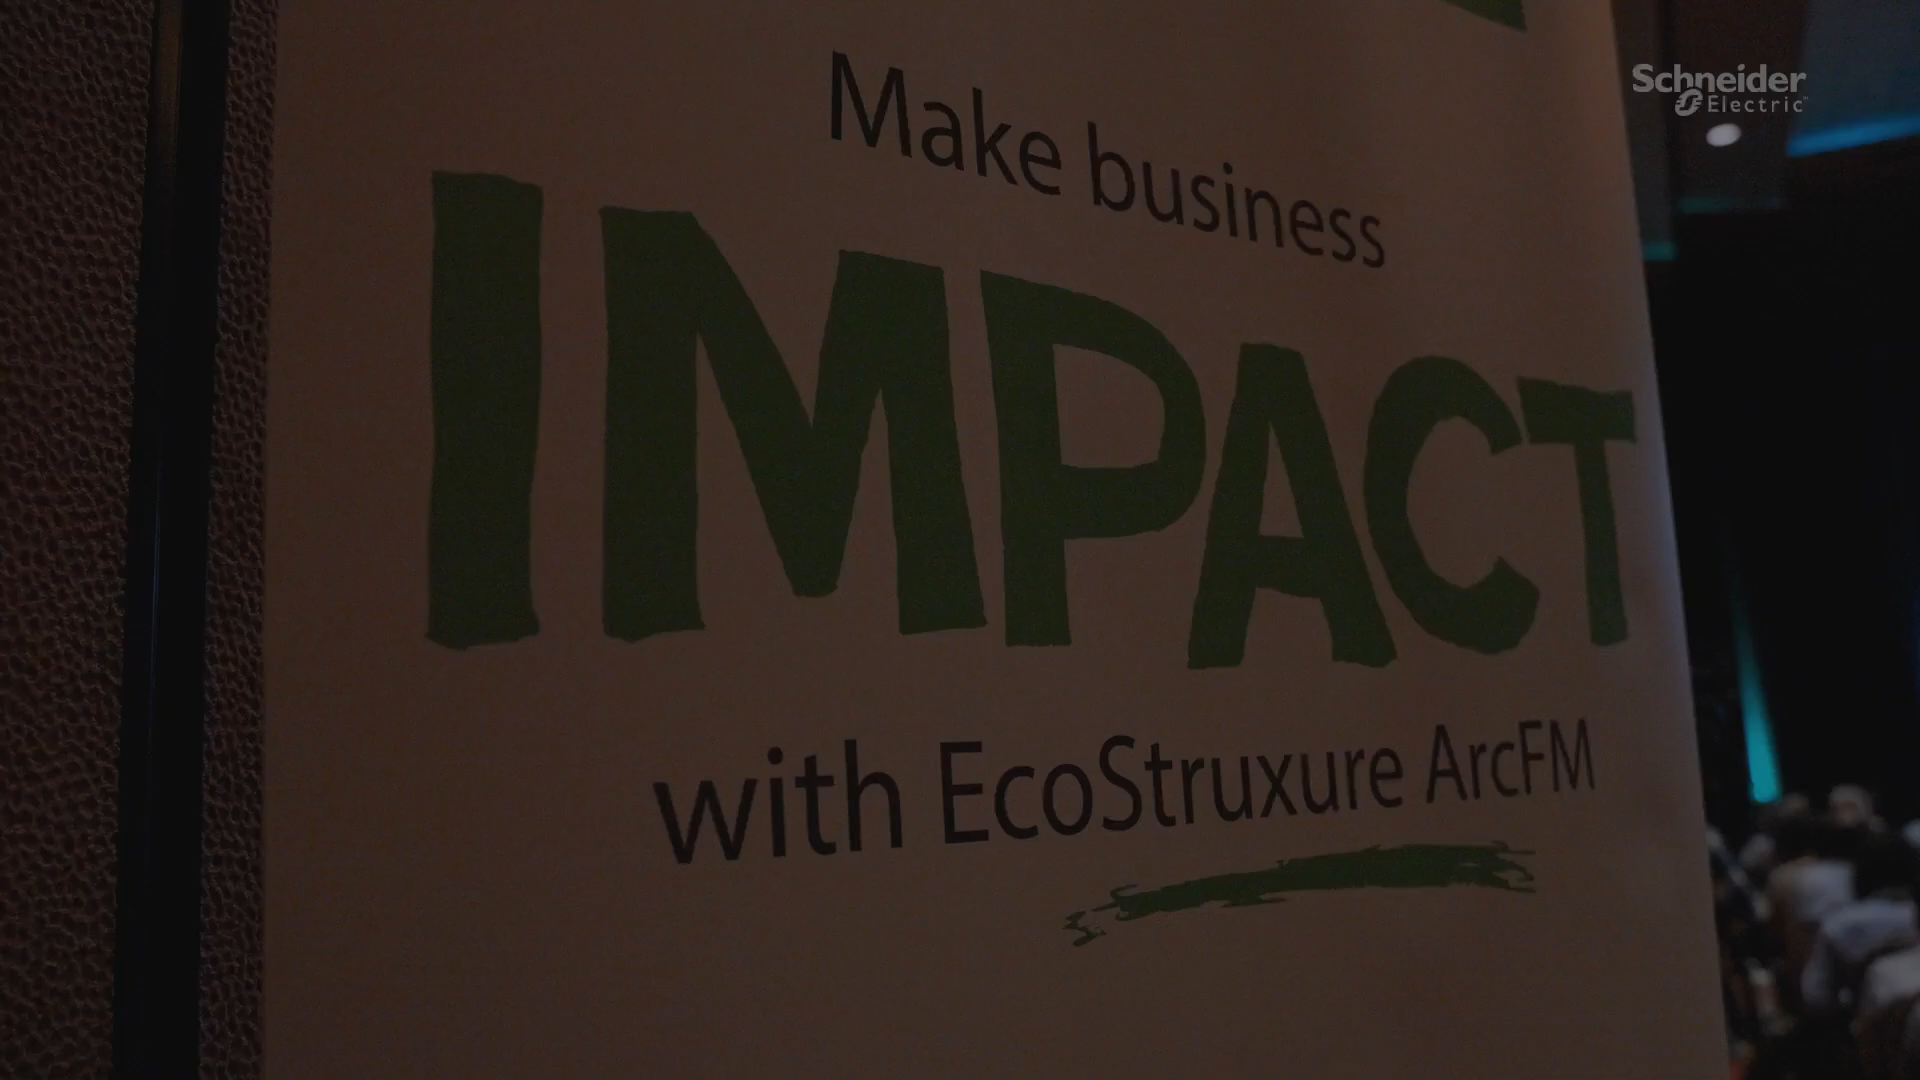 Schneider
Electric
Make business
IMPACT
with EcoStruxure ArcFM